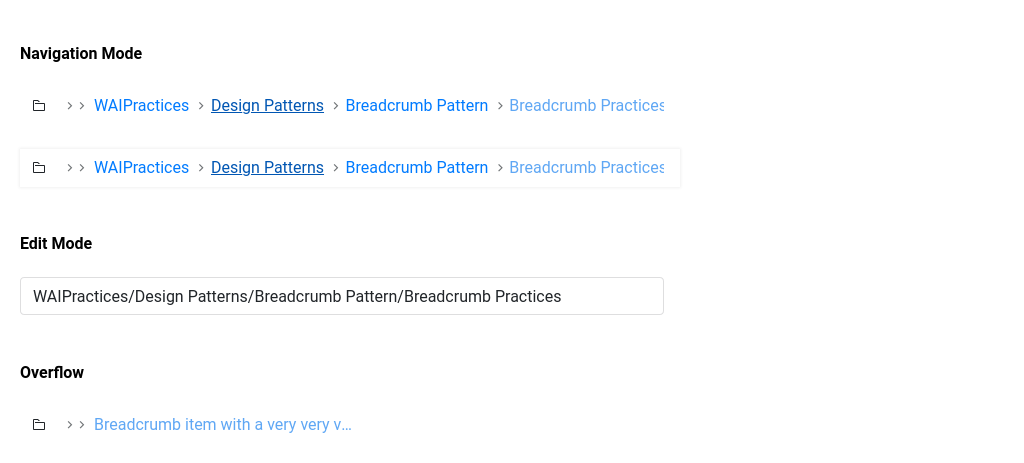 Navigation Mode
WAIPractices Design Patterns Breadcrumb Pattern Breadcrumb Practices
WAIPractices Design Patterns Breadcrumb Pattern Breadcrumb Practices
Edit Mode
WAIPractices/Design Patterns/Breadcrumb Pattern/Breadcrumb Practices
Overflow
Breadcrumb item with a very very v...